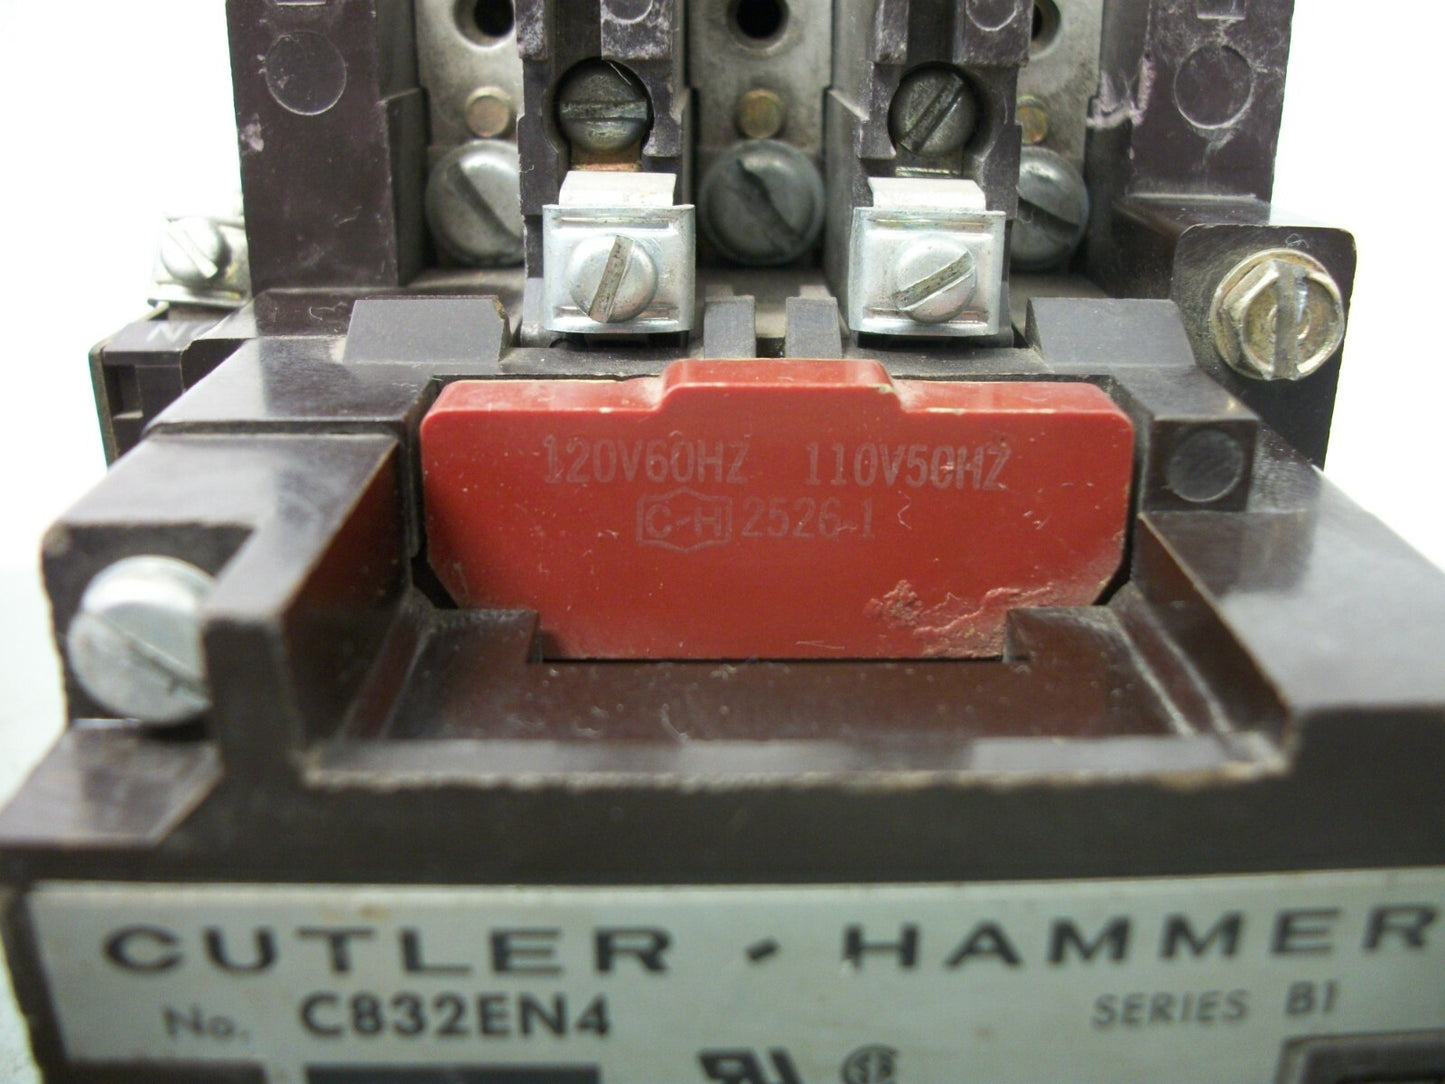 120V60HZ 110V50HZ
C-H 2526-1
CUTLER-HAMMER
No. C832EN4 SERIES B1